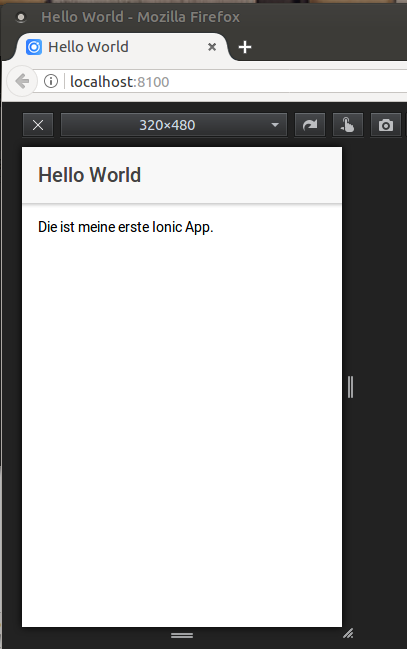 Hello World - Mozilla Firefox
Hello World
localhost:8100
320×480
Hello World
Die ist meine erste Ionic App.